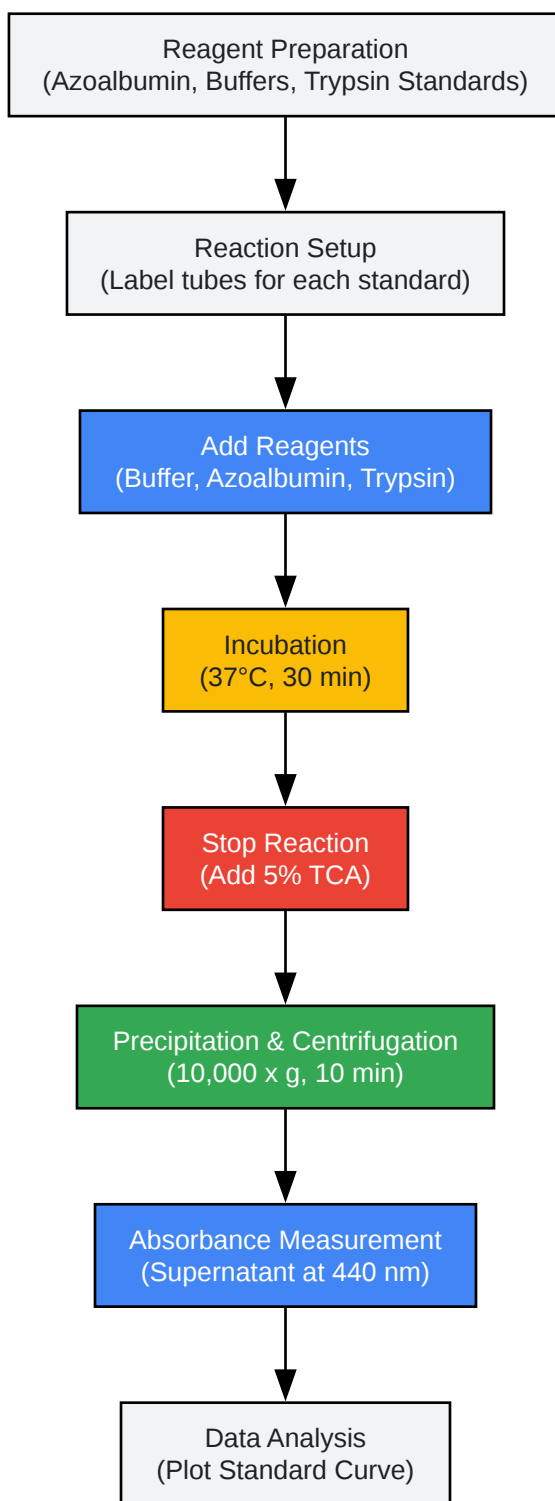 Reagent Preparation
(Azoalbumin, Buffers, Trypsin Standards)
Reaction Setup
(Label tubes for each standard)
Add Reagents
(Buffer, Azoalbumin, Trypsin)
Incubation
(37°C, 30 min)
Stop Reaction
(Add 5% TCA)
Precipitation & Centrifugation
(10,000 x g, 10 min)
Absorbance Measurement
(Supernatant at 440 nm)
Data Analysis
(Plot Standard Curve)